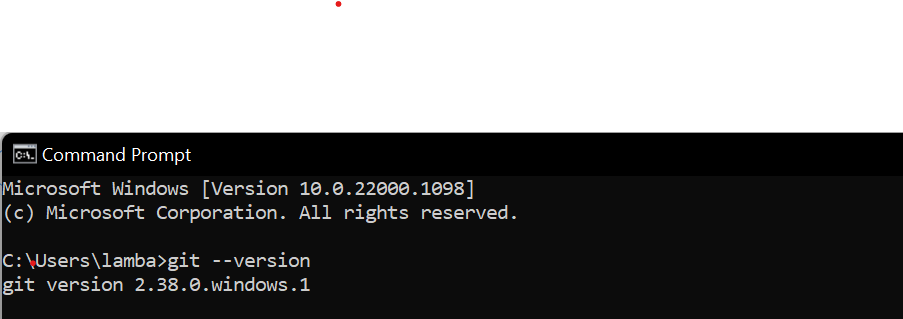 Command Prompt
Microsoft Windows [Version 10.0.22000.1098]
(c) Microsoft Corporation. All rights reserved.
C:\Users\lamba>git --version
git version 2.38.0.windows.1